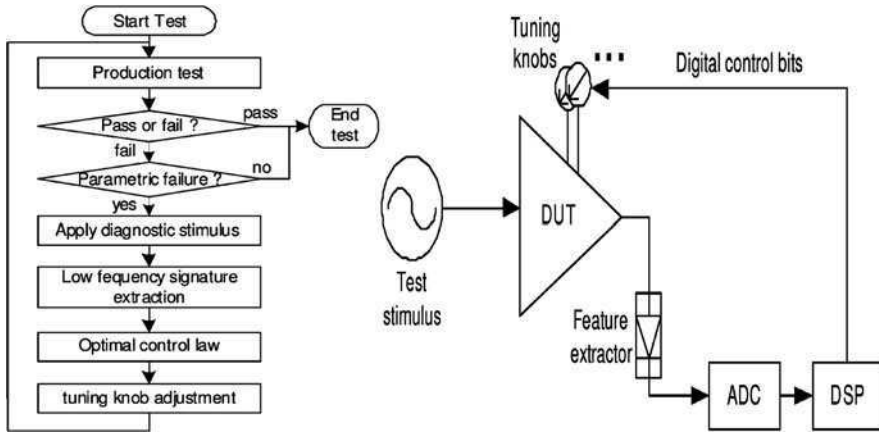 Start Test
Production test
Pass or fail ?
pass
End
test
fail
Parametric failure ?
no
yes
Apply diagnostic stimulus
Low fequency signature
extraction
Optimal control law
tuning knob adjustment
Tuning
knobs
...
Digital control bits
DUT
Test
stimulus
Feature
extractor
ADC
DSP